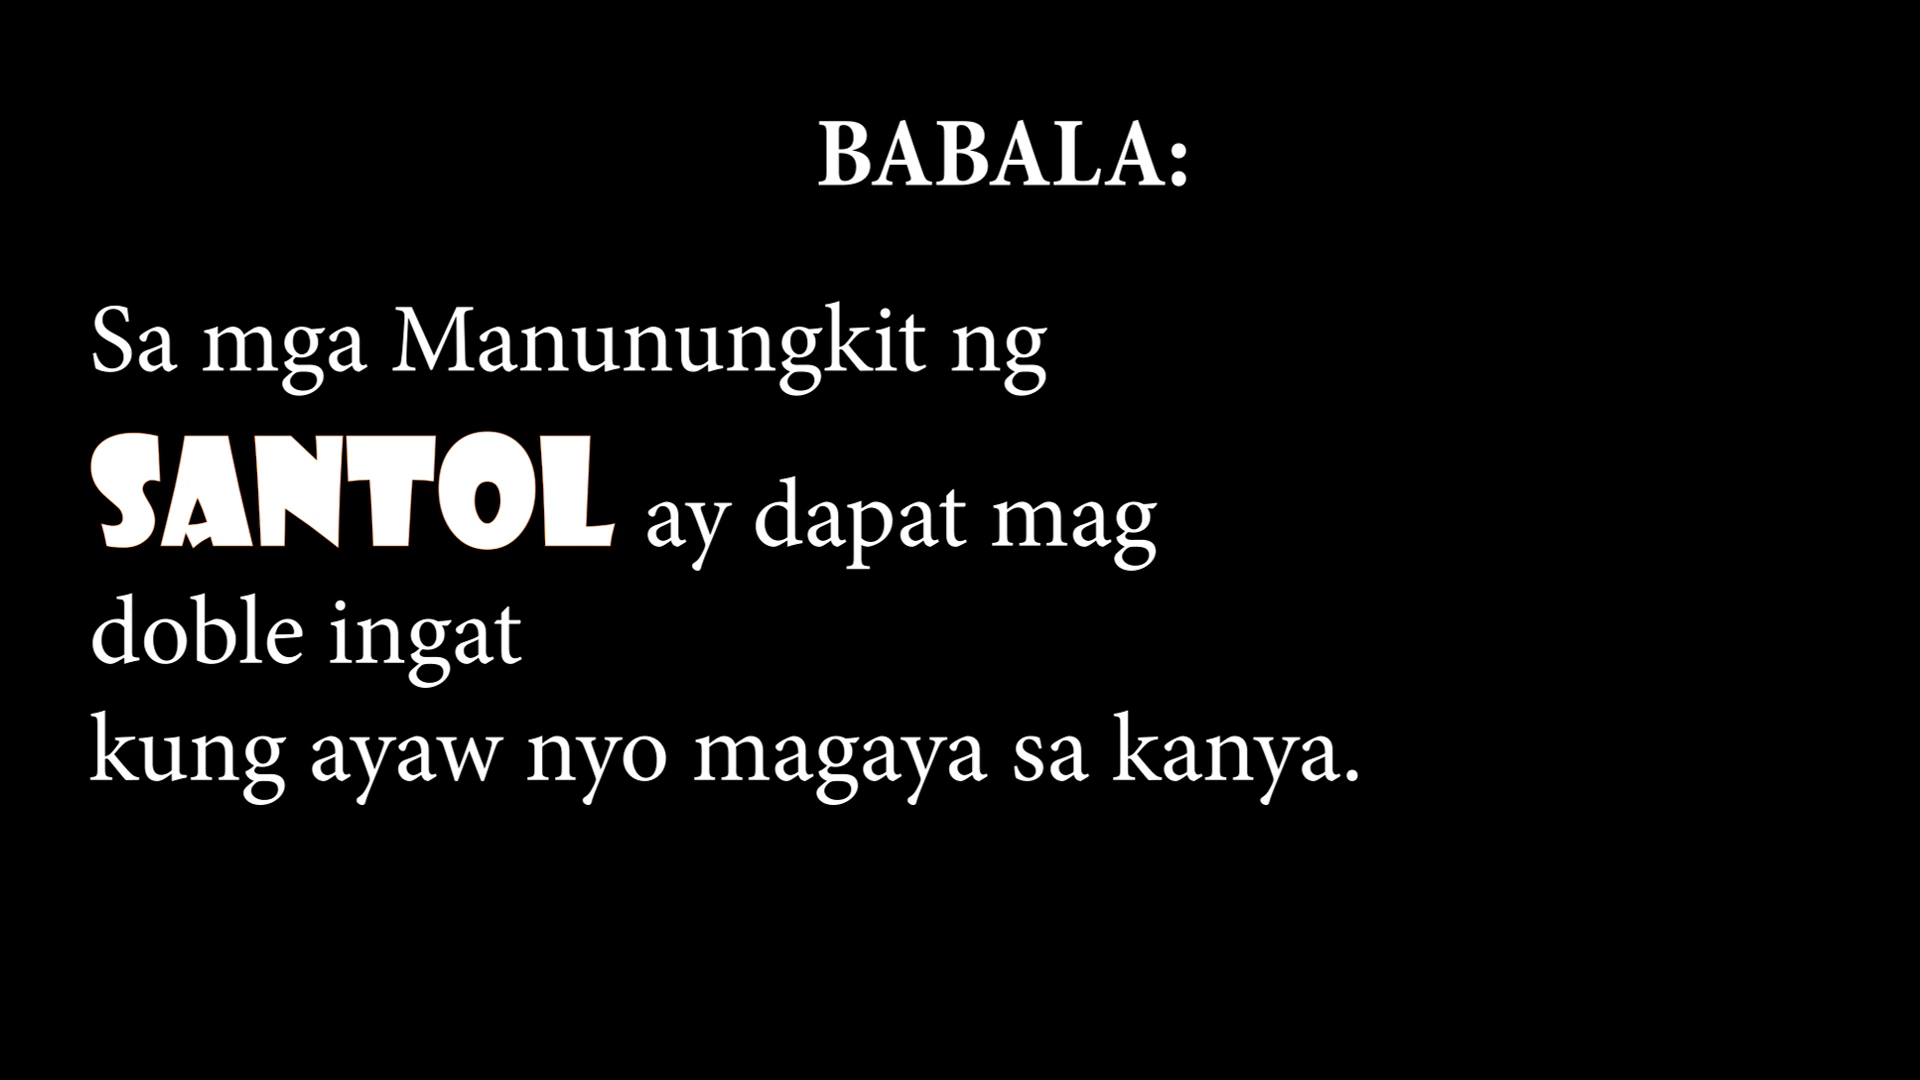 BABALA:
Sa mga Manunungkit ng
SANTOL ay dapat mag
doble ingat
kung ayaw nyo magaya sa kanya.